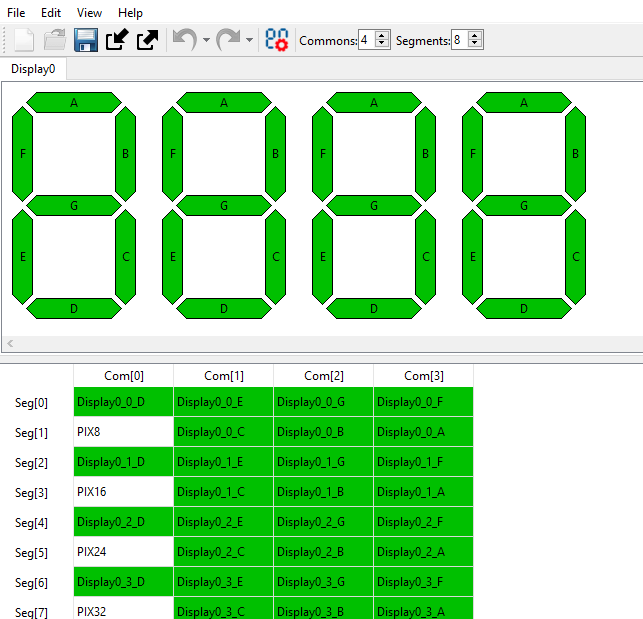 File Edit View Help
Commons: 4 Segments: 8
Display0
A A A A
F B F B F B F B
G G G G
E C E C E C E C
D D D D
Com[0] Com[1] Com[2] Com[3]
Seg[0] Display0_0_D Display0_0_E Display0_0_G Display0_0_F
Seg[1] PIX8 Display0_0_C Display0_0_B Display0_0_A
Seg[2] Display0_1_D Display0_1_E Display0_1_G Display0_1_F
Seg[3] PIX16 Display0_1_C Display0_1_B Display0_1_A
Seg[4] Display0_2_D Display0_2_E Display0_2_G Display0_2_F
Seg[5] PIX24 Display0_2_C Display0_2_B Display0_2_A
Seg[6] Display0_3_D Display0_3_E Display0_3_G Display0_3_F
Seg[7] PIX32 Display0_3_C Display0_3_B Display0_3_A